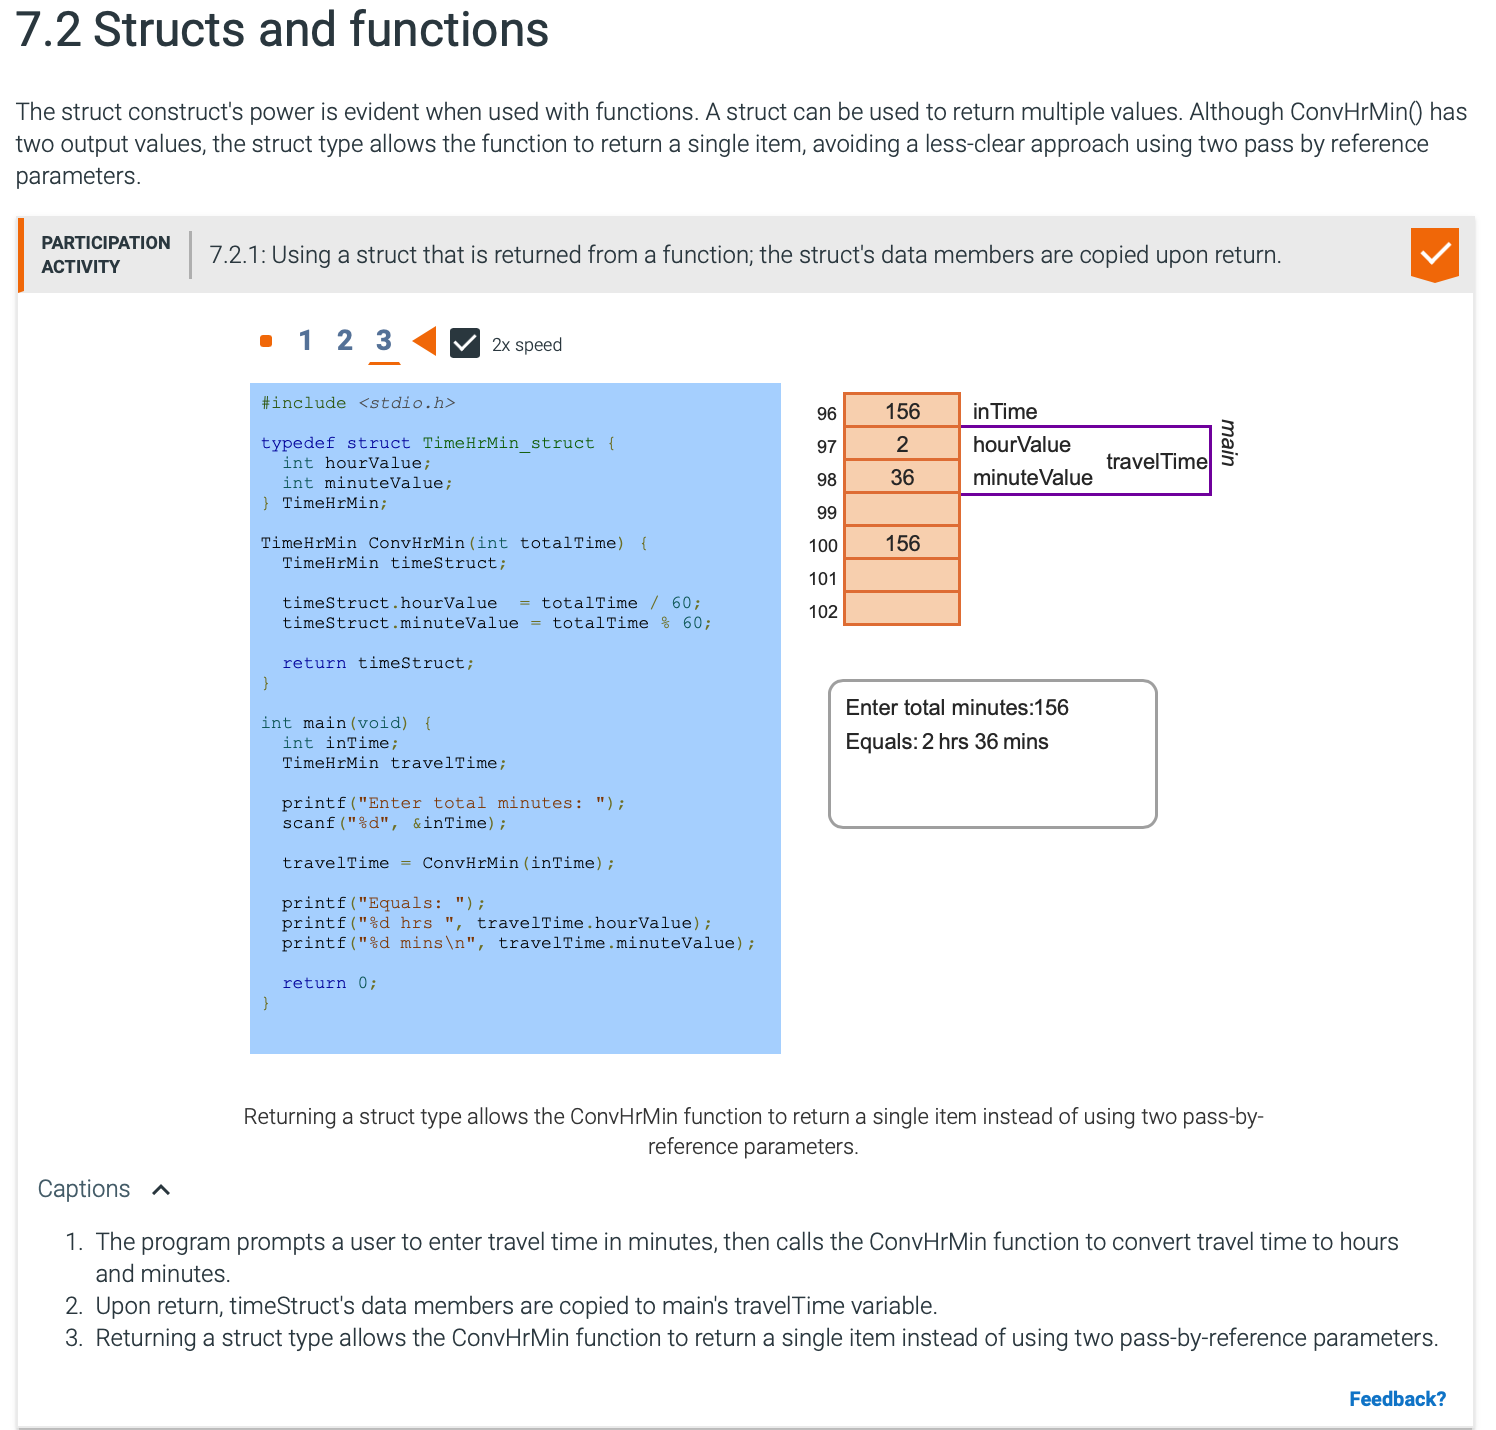 7.2 Structs and functions
The struct construct's power is evident when used with functions. A struct can be used to return multiple values. Although ConvHrMin() has
two output values, the struct type allows the function to return a single item, avoiding a less-clear approach using two pass by reference
parameters.
PARTICIPATION
ACTIVITY
7.2.1: Using a struct that is returned from a function; the struct's data members are copied upon return.
1 2 3 2x speed
#include <stdio.h>
typedef struct TimeHrMin_struct {
int hourValue;
int minuteValue;
} TimeHrMin;
TimeHrMin ConvHrMin(int totalTime) {
TimeHrMin timeStruct;
timeStruct.hourValue  = totalTime / 60;
timeStruct.minuteValue = totalTime % 60;
return timeStruct;
}
int main(void) {
int inTime;
TimeHrMin travelTime;
printf("Enter total minutes: ");
scanf("%d", &inTime);
travelTime = ConvHrMin(inTime);
printf("Equals: ");
printf("%d hrs ", travelTime.hourValue);
printf("%d mins\n", travelTime.minuteValue);
return 0;
}
96 156 inTime
97 2 hourValue
travelTime
main
98 36 minuteValue
99
100 156
101
102
Enter total minutes:156
Equals: 2 hrs 36 mins
Returning a struct type allows the ConvHrMin function to return a single item instead of using two pass-by-
reference parameters.
Captions
1. The program prompts a user to enter travel time in minutes, then calls the ConvHrMin function to convert travel time to hours
and minutes.
2. Upon return, timeStruct's data members are copied to main's travelTime variable.
3. Returning a struct type allows the ConvHrMin function to return a single item instead of using two pass-by-reference parameters.
Feedback?